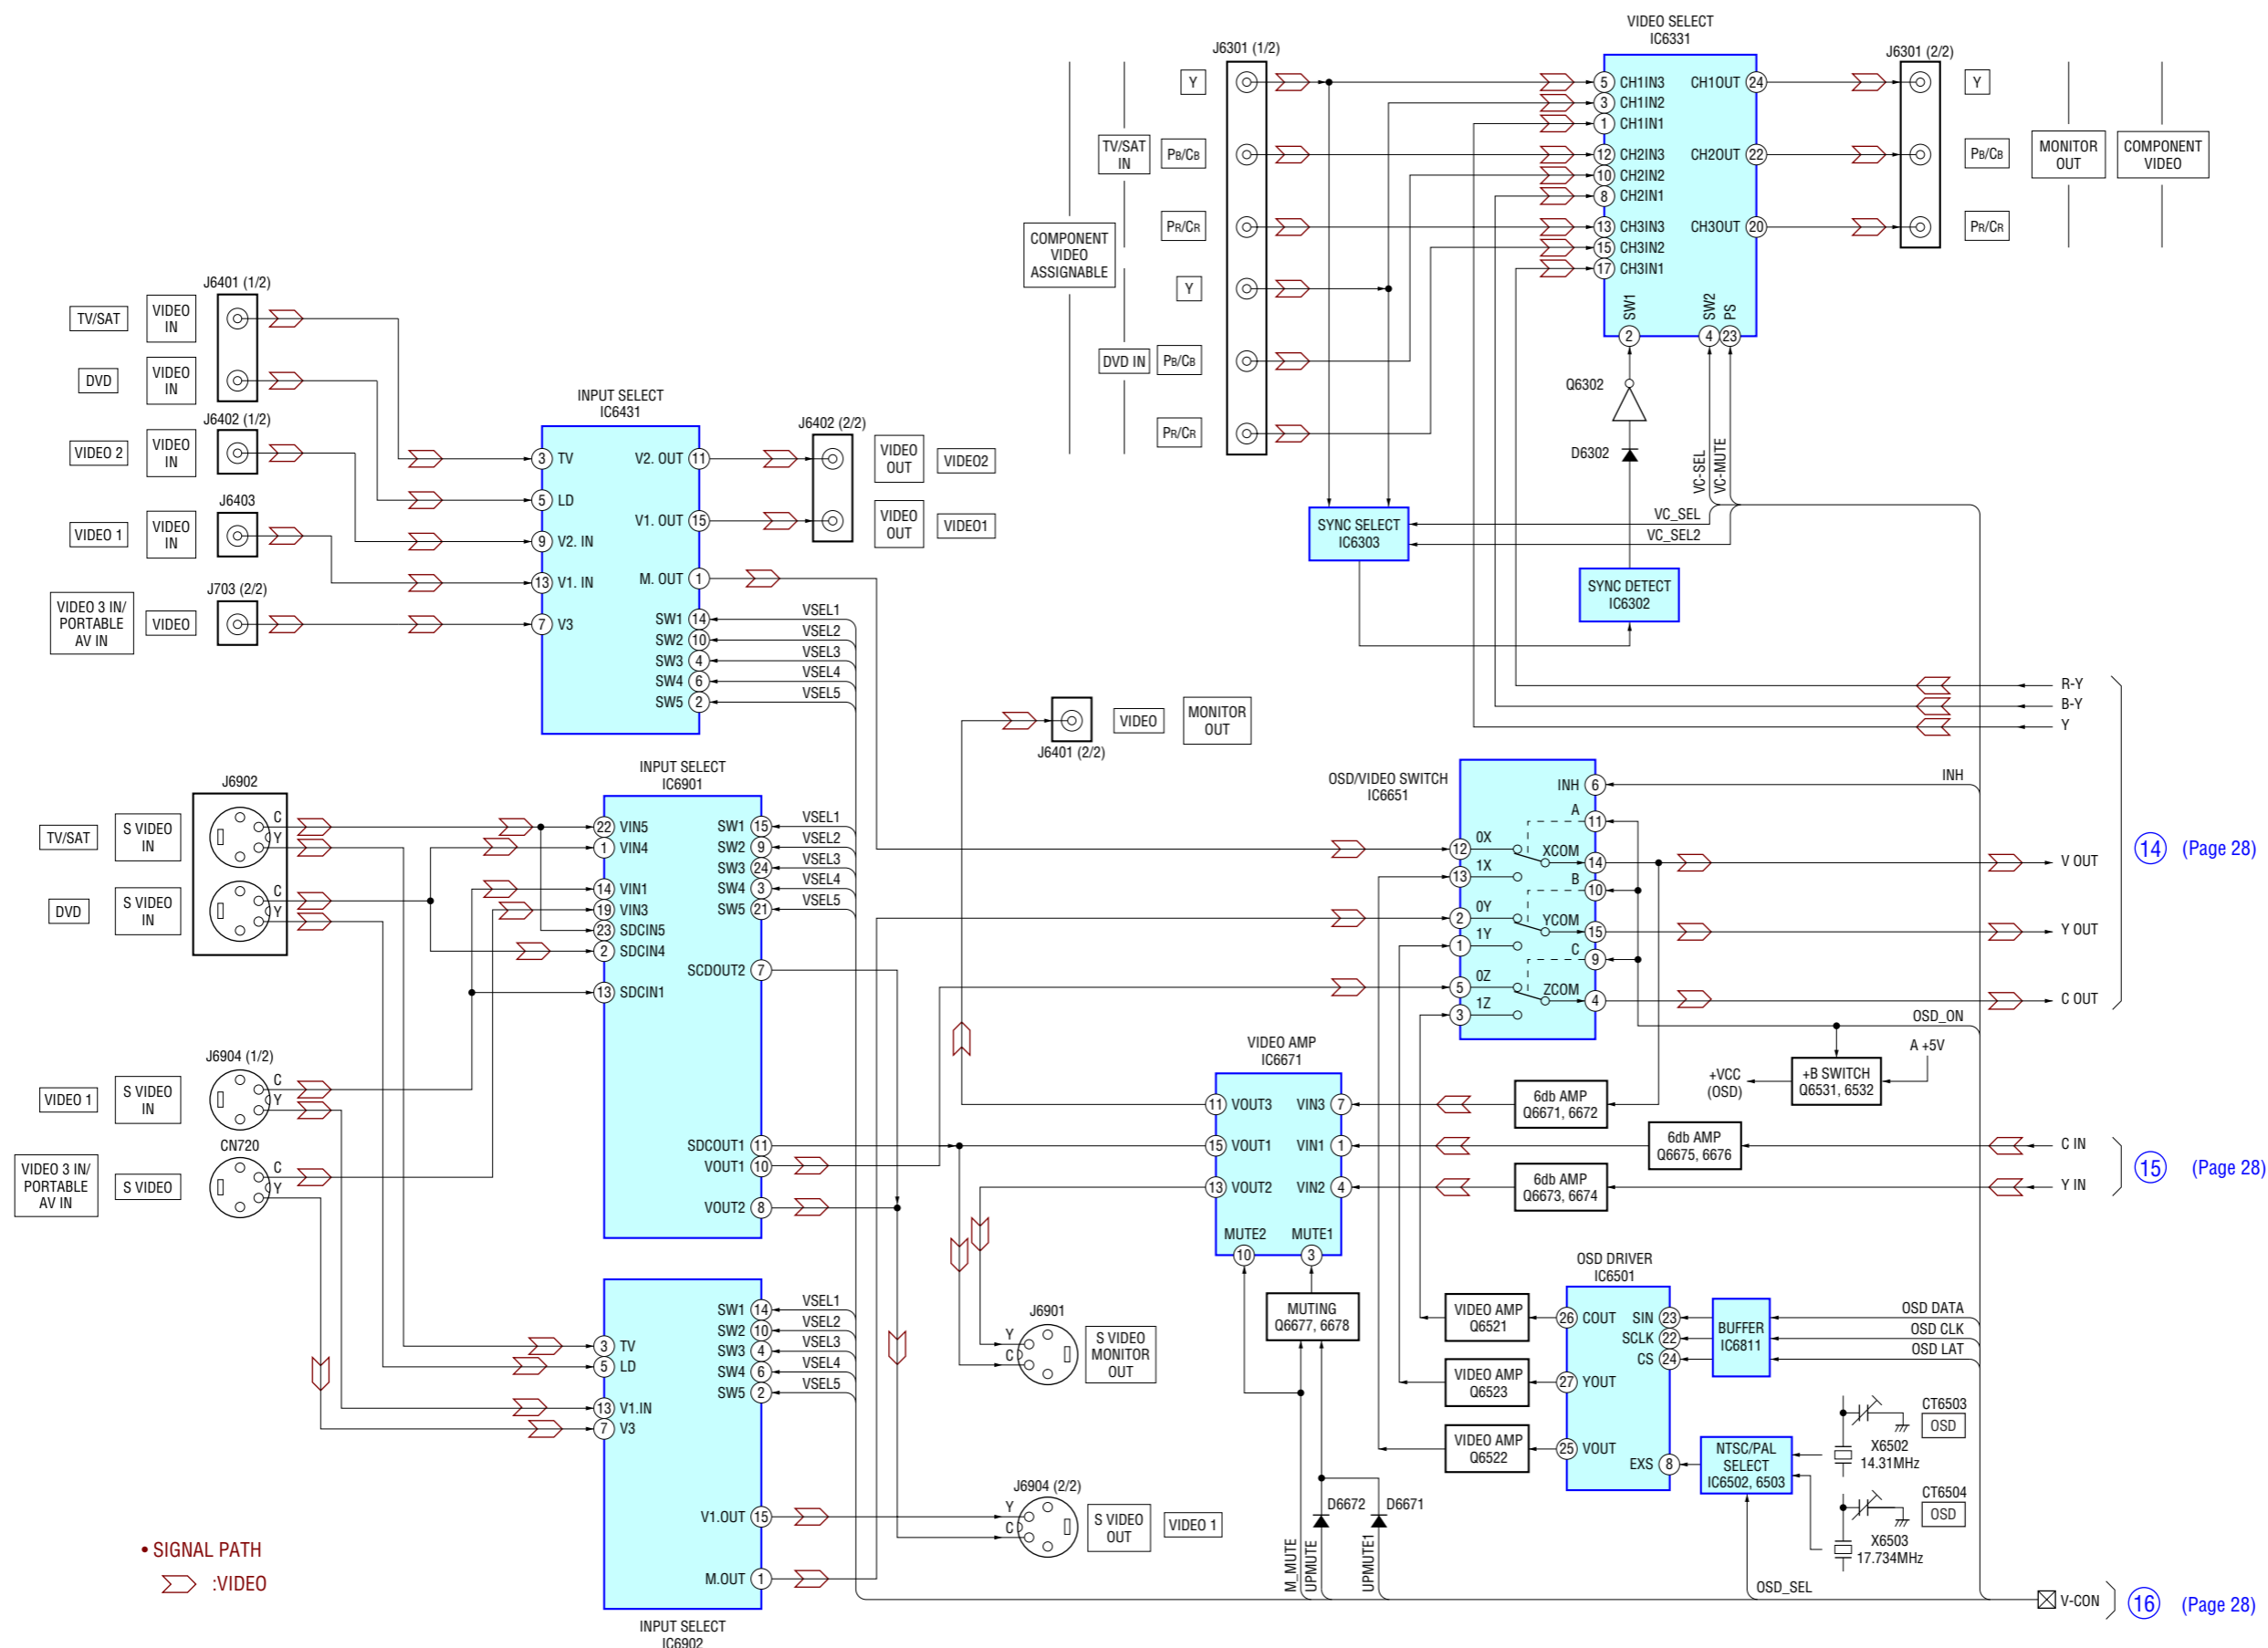 VIDEO SELECT
IC6331
J6301 (1/2)
J6301 (2/2)
Y
TV/SAT
IN
PB/CB
PR/CR
COMPONENT
VIDEO
ASSIGNABLE
Y
DVD IN
PB/CB
PR/CR
5 CH1IN3
3 CH1IN2
1 CH1IN1
12 CH2IN3
10 CH2IN2
8 CH2IN1
13 CH3IN3
15 CH3IN2
17 CH3IN1
CH1OUT 24
CH2OUT 22
CH3OUT 20
SW1
SW2
PS
2
4
23
Y
PB/CB
PR/CR
MONITOR
OUT
COMPONENT
VIDEO
Q6302
D6302
VC-SEL
VC-MUTE
SYNC SELECT
IC6303
VC_SEL
VC_SEL2
SYNC DETECT
IC6302
J6401 (1/2)
TV/SAT
VIDEO
IN
DVD
VIDEO
IN
J6402 (1/2)
VIDEO 2
VIDEO
IN
J6403
VIDEO 1
VIDEO
IN
J703 (2/2)
VIDEO 3 IN/
PORTABLE
AV IN
VIDEO
INPUT SELECT
IC6431
3 TV
5 LD
9 V2. IN
13 V1. IN
7 V3
V2. OUT 11
V1. OUT 15
M. OUT 1
SW1 14 VSEL1
SW2 10 VSEL2
SW3 4 VSEL3
SW4 6 VSEL4
SW5 2 VSEL5
J6402 (2/2)
VIDEO
OUT
VIDEO2
VIDEO
OUT
VIDEO1
R-Y
B-Y
Y
J6401 (2/2)
VIDEO
MONITOR
OUT
J6902
C
Y
TV/SAT
S VIDEO
IN
C
Y
DVD
S VIDEO
IN
J6904 (1/2)
C
Y
VIDEO 1
S VIDEO
IN
CN720
C
Y
VIDEO 3 IN/
PORTABLE
AV IN
S VIDEO
INPUT SELECT
IC6901
22 VIN5
1 VIN4
14 VIN1
19 VIN3
23 SDCIN5
2 SDCIN4
13 SDCIN1
SW1 15 VSEL1
SW2 9 VSEL2
SW3 24 VSEL3
SW4 3 VSEL4
SW5 21 VSEL5
SCDOUT2 7
SDCOUT1 11
VOUT1 10
VOUT2 8
OSD/VIDEO SWITCH
IC6651
INH 6
INH
A
11
12 0X
XCOM 14
13 1X
B
10
2 0Y
YCOM 15
1 1Y
C
9
5 0Z
ZCOM 4
3 1Z
V OUT
Y OUT
C OUT
14 (Page 28)
OSD_ON
A +5V
+VCC
(OSD)
+B SWITCH
Q6531, 6532
VIDEO AMP
IC6671
11 VOUT3
15 VOUT1
13 VOUT2
VIN3 7
VIN1 1
VIN2 4
MUTE2
MUTE1
10
3
6db AMP
Q6671, 6672
6db AMP
Q6675, 6676
6db AMP
Q6673, 6674
C IN
Y IN
15 (Page 28)
MUTING
Q6677, 6678
J6901
Y
C
S VIDEO
MONITOR
OUT
OSD DRIVER
IC6501
VIDEO AMP
Q6521
VIDEO AMP
Q6523
VIDEO AMP
Q6522
26 COUT
27 YOUT
25 VOUT
SIN 23
SCLK 22
CS 24
EXS 8
BUFFER
IC6811
OSD DATA
OSD CLK
OSD LAT
NTSC/PAL
SELECT
IC6502, 6503
CT6503
OSD
X6502
14.31MHz
CT6504
OSD
X6503
17.734MHz
3 TV
5 LD
13 V1.IN
7 V3
SW1 14 VSEL1
SW2 10 VSEL2
SW3 4 VSEL3
SW4 6 VSEL4
SW5 2 VSEL5
V1.OUT 15
M.OUT 1
INPUT SELECT
IC6902
J6904 (2/2)
Y
C
S VIDEO
OUT
VIDEO 1
D6672
D6671
M_MUTE
UPMUTE
UPMUTE1
OSD_SEL
V-CON
16 (Page 28)
• SIGNAL PATH
:VIDEO